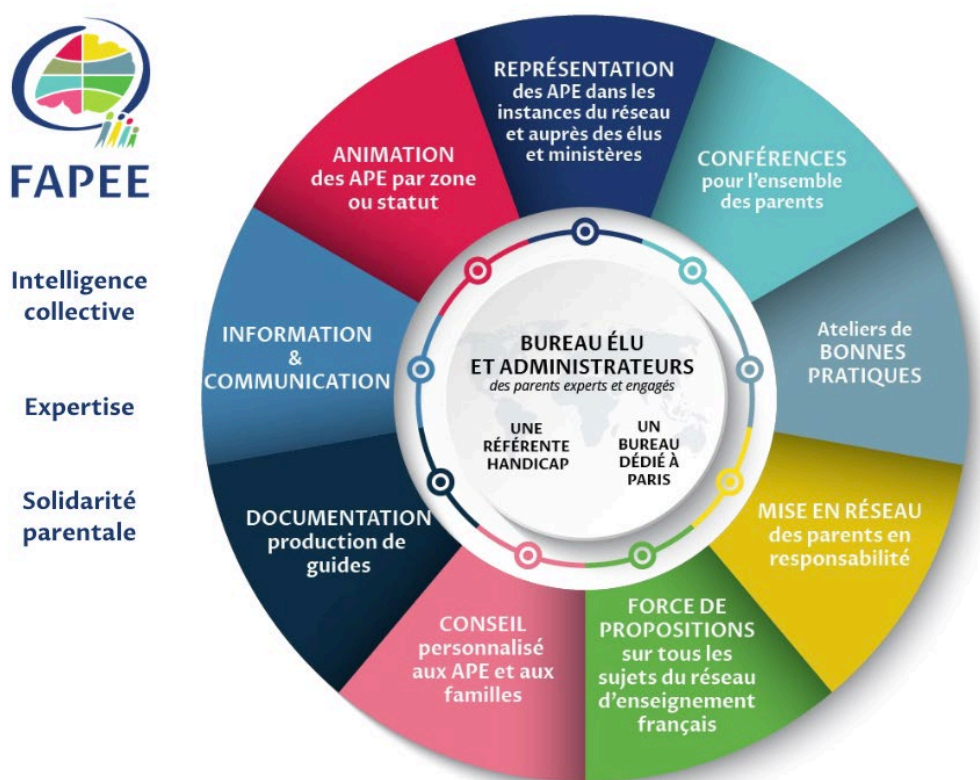 FAPEE
Intelligence
collective
Expertise
Solidarité
parentale
REPRÉSENTATION
des APE dans les
instances du réseau
et auprès des élus
et ministères
CONFÉRENCES
pour l'ensemble
des parents
Ateliers de
BONNES
PRATIQUES
MISE EN RÉSEAU
des parents en
responsabilité
FORCE DE
PROPOSITIONS
sur tous les
sujets du réseau
d'enseignement
français
CONSEIL
personnalisé
aux APE et aux
familles
DOCUMENTATION
production de
guides
INFORMATION
&
COMMUNICATION
ANIMATION
des APE par zone
ou statut
BUREAU ÉLU
ET ADMINISTRATEURS
des parents experts et engagés
UNE
RÉFÉRENTE
HANDICAP
UN
BUREAU
DÉDIÉ À
PARIS